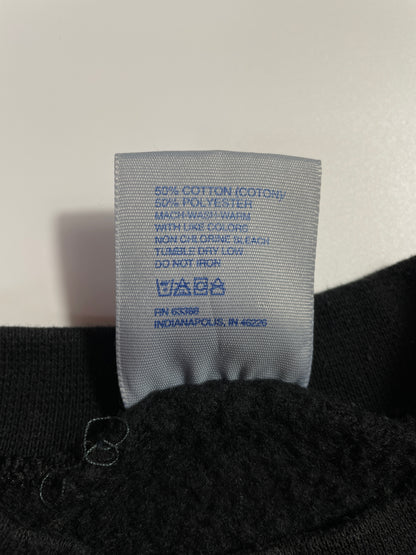 50% COTTON (COTON)/
50% POLYESTER
MACH WASH WARM
WITH LIKE COLORS
NON CHLORINE BLEACH
TUMBLE DRY LOW
DO NOT IRON
RN 63368
INDIANAPOLIS, IN 46226